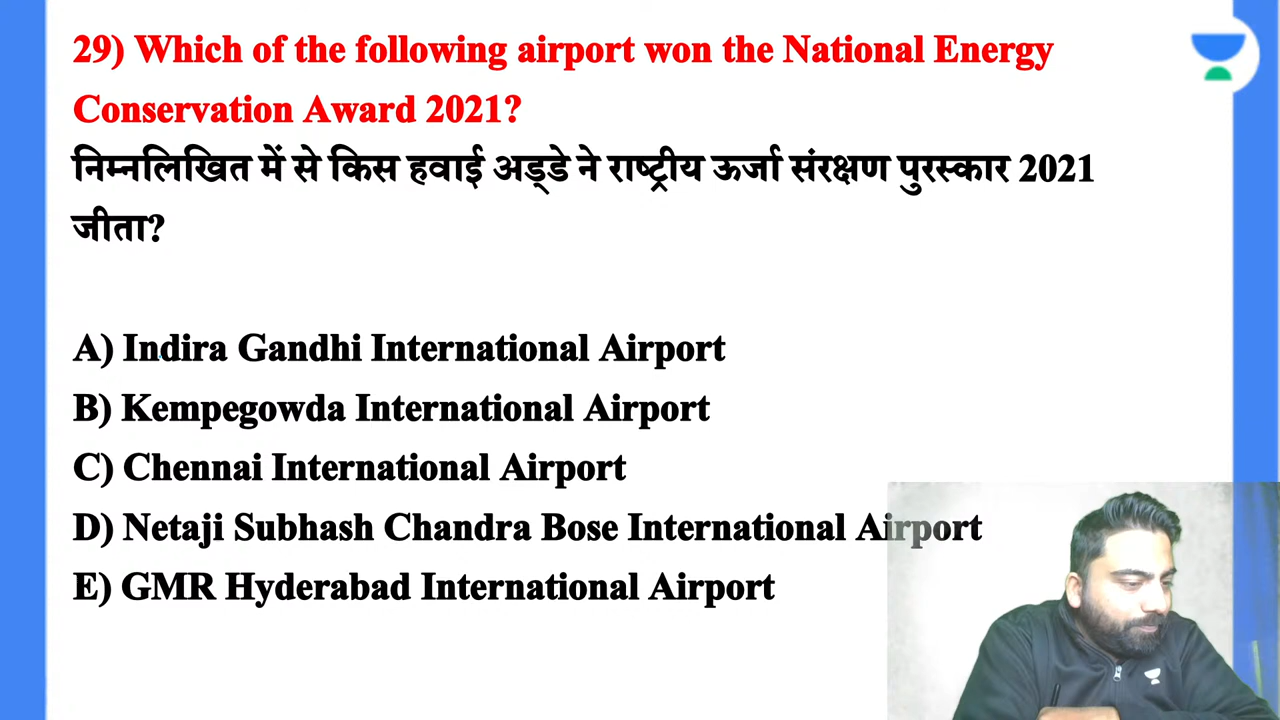 29) Which of the following airport won the National Energy
Conservation Award 2021?
निम्नलिखित में से किस हवाई अड्डे ने राष्ट्रीय ऊर्जा संरक्षण पुरस्कार 2021
जीता?
A) Indira Gandhi International Airport
B) Kempegowda International Airport
C) Chennai International Airport
D) Netaji Subhash Chandra Bose International Airport
E) GMR Hyderabad International Airport